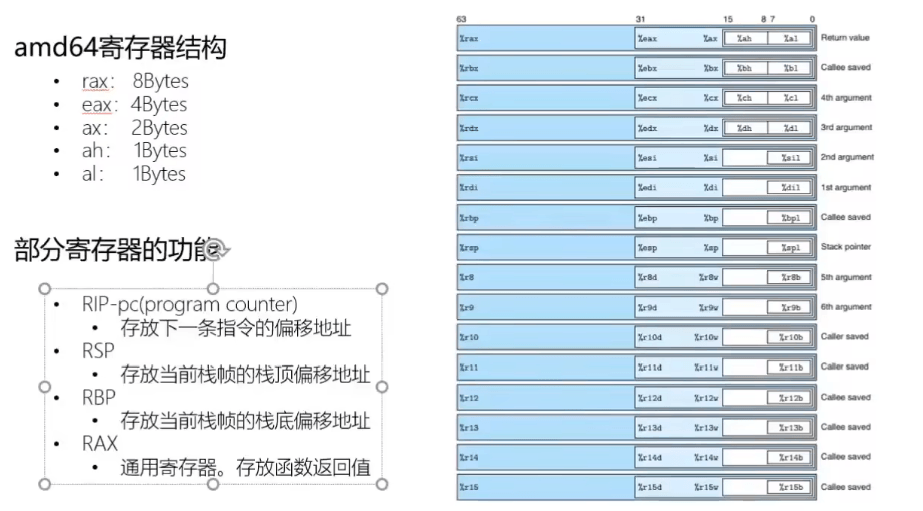 amd64寄存器结构
• rax： 8Bytes
• eax： 4Bytes
• ax： 2Bytes
• ah： 1Bytes
• al： 1Bytes
部分寄存器的功能
• RIP-pc(program counter)
• 存放下一条指令的偏移地址
• RSP
• 存放当前栈帧的栈顶偏移地址
• RBP
• 存放当前栈帧的栈底偏移地址
• RAX
• 通用寄存器。存放函数返回值
63 31 15 8 7 0
%rax %eax %ax %ah %al Return value
%rbx %ebx %bx %bh %bl Callee saved
%rcx %ecx %cx %ch %cl 4th argument
%rdx %edx %dx %dh %dl 3rd argument
%rsi %esi %si %sil 2nd argument
%rdi %edi %di %dil 1st argument
%rbp %ebp %bp %bpl Callee saved
%rsp %esp %sp %spl Stack pointer
%r8 %r8d %r8w %r8b 5th argument
%r9 %r9d %r9w %r9b 6th argument
%r10 %r10d %r10w %r10b Caller saved
%r11 %r11d %r11w %r11b Caller saved
%r12 %r12d %r12w %r12b Callee saved
%r13 %r13d %r13w %r13b Callee saved
%r14 %r14d %r14w %r14b Callee saved
%r15 %r15d %r15w %r15b Callee saved